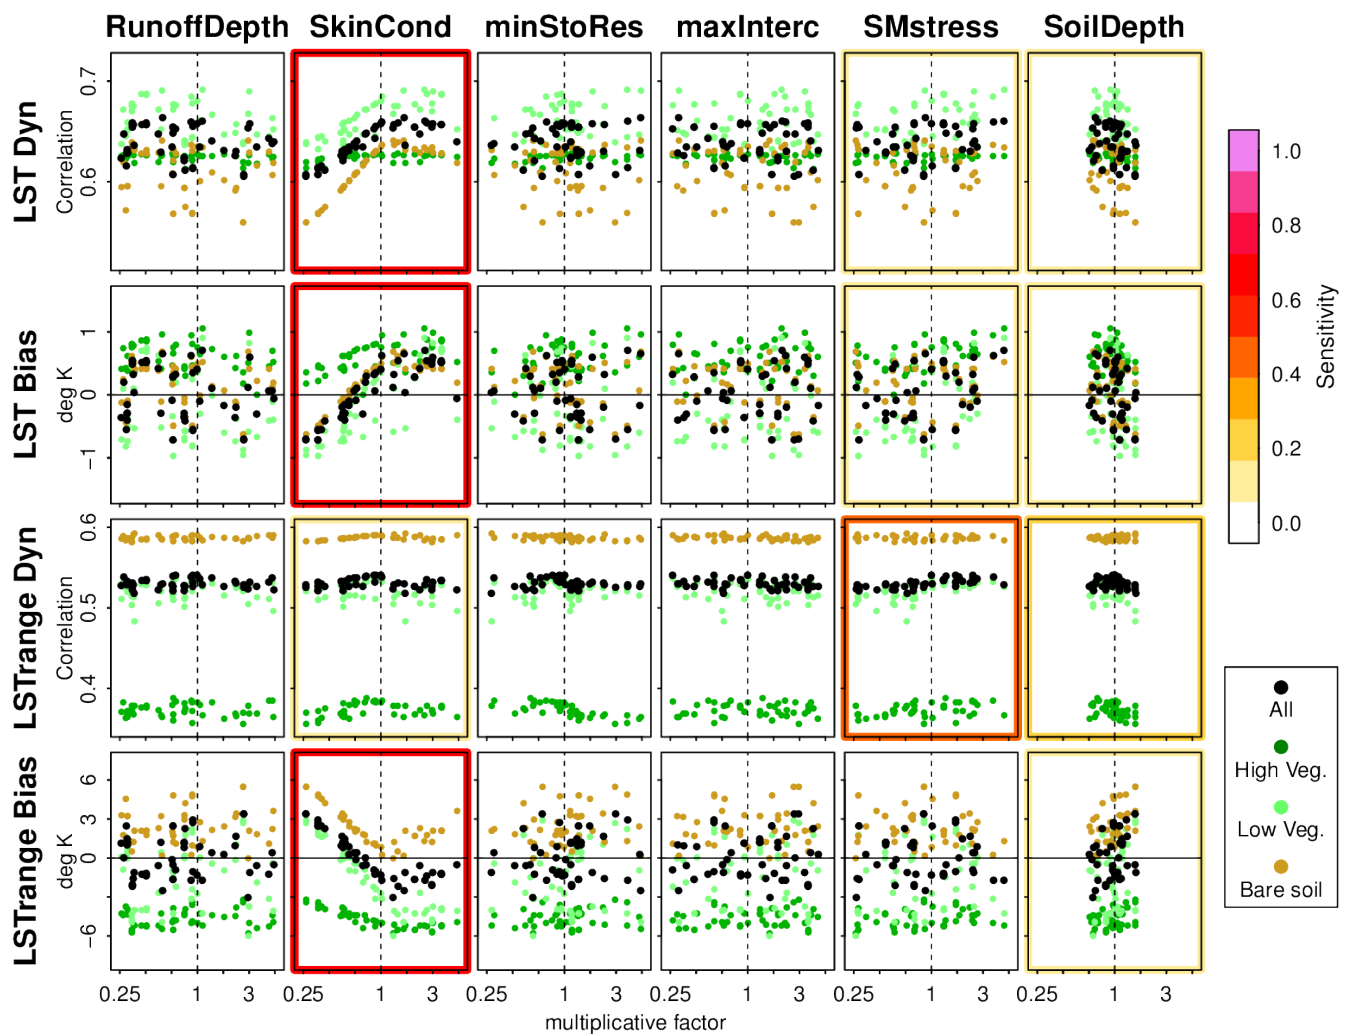 RunoffDepth SkinCond minStoRes maxInterc SMstress SoilDepth
LST Dyn
Correlation
0.7
0.6
LST Bias
deg K
1
0
−1
LSTrange Dyn
Correlation
0.6
0.5
0.4
LSTrange Bias
deg K
6
3
0
−6
0.25 1 3 0.25 1 3 0.25 1 3 0.25 1 3 0.25 1 3 0.25 1 3
multiplicative factor
1.0
0.8
0.6
0.4
0.2
0.0
Sensitivity
All
High Veg.
Low Veg.
Bare soil